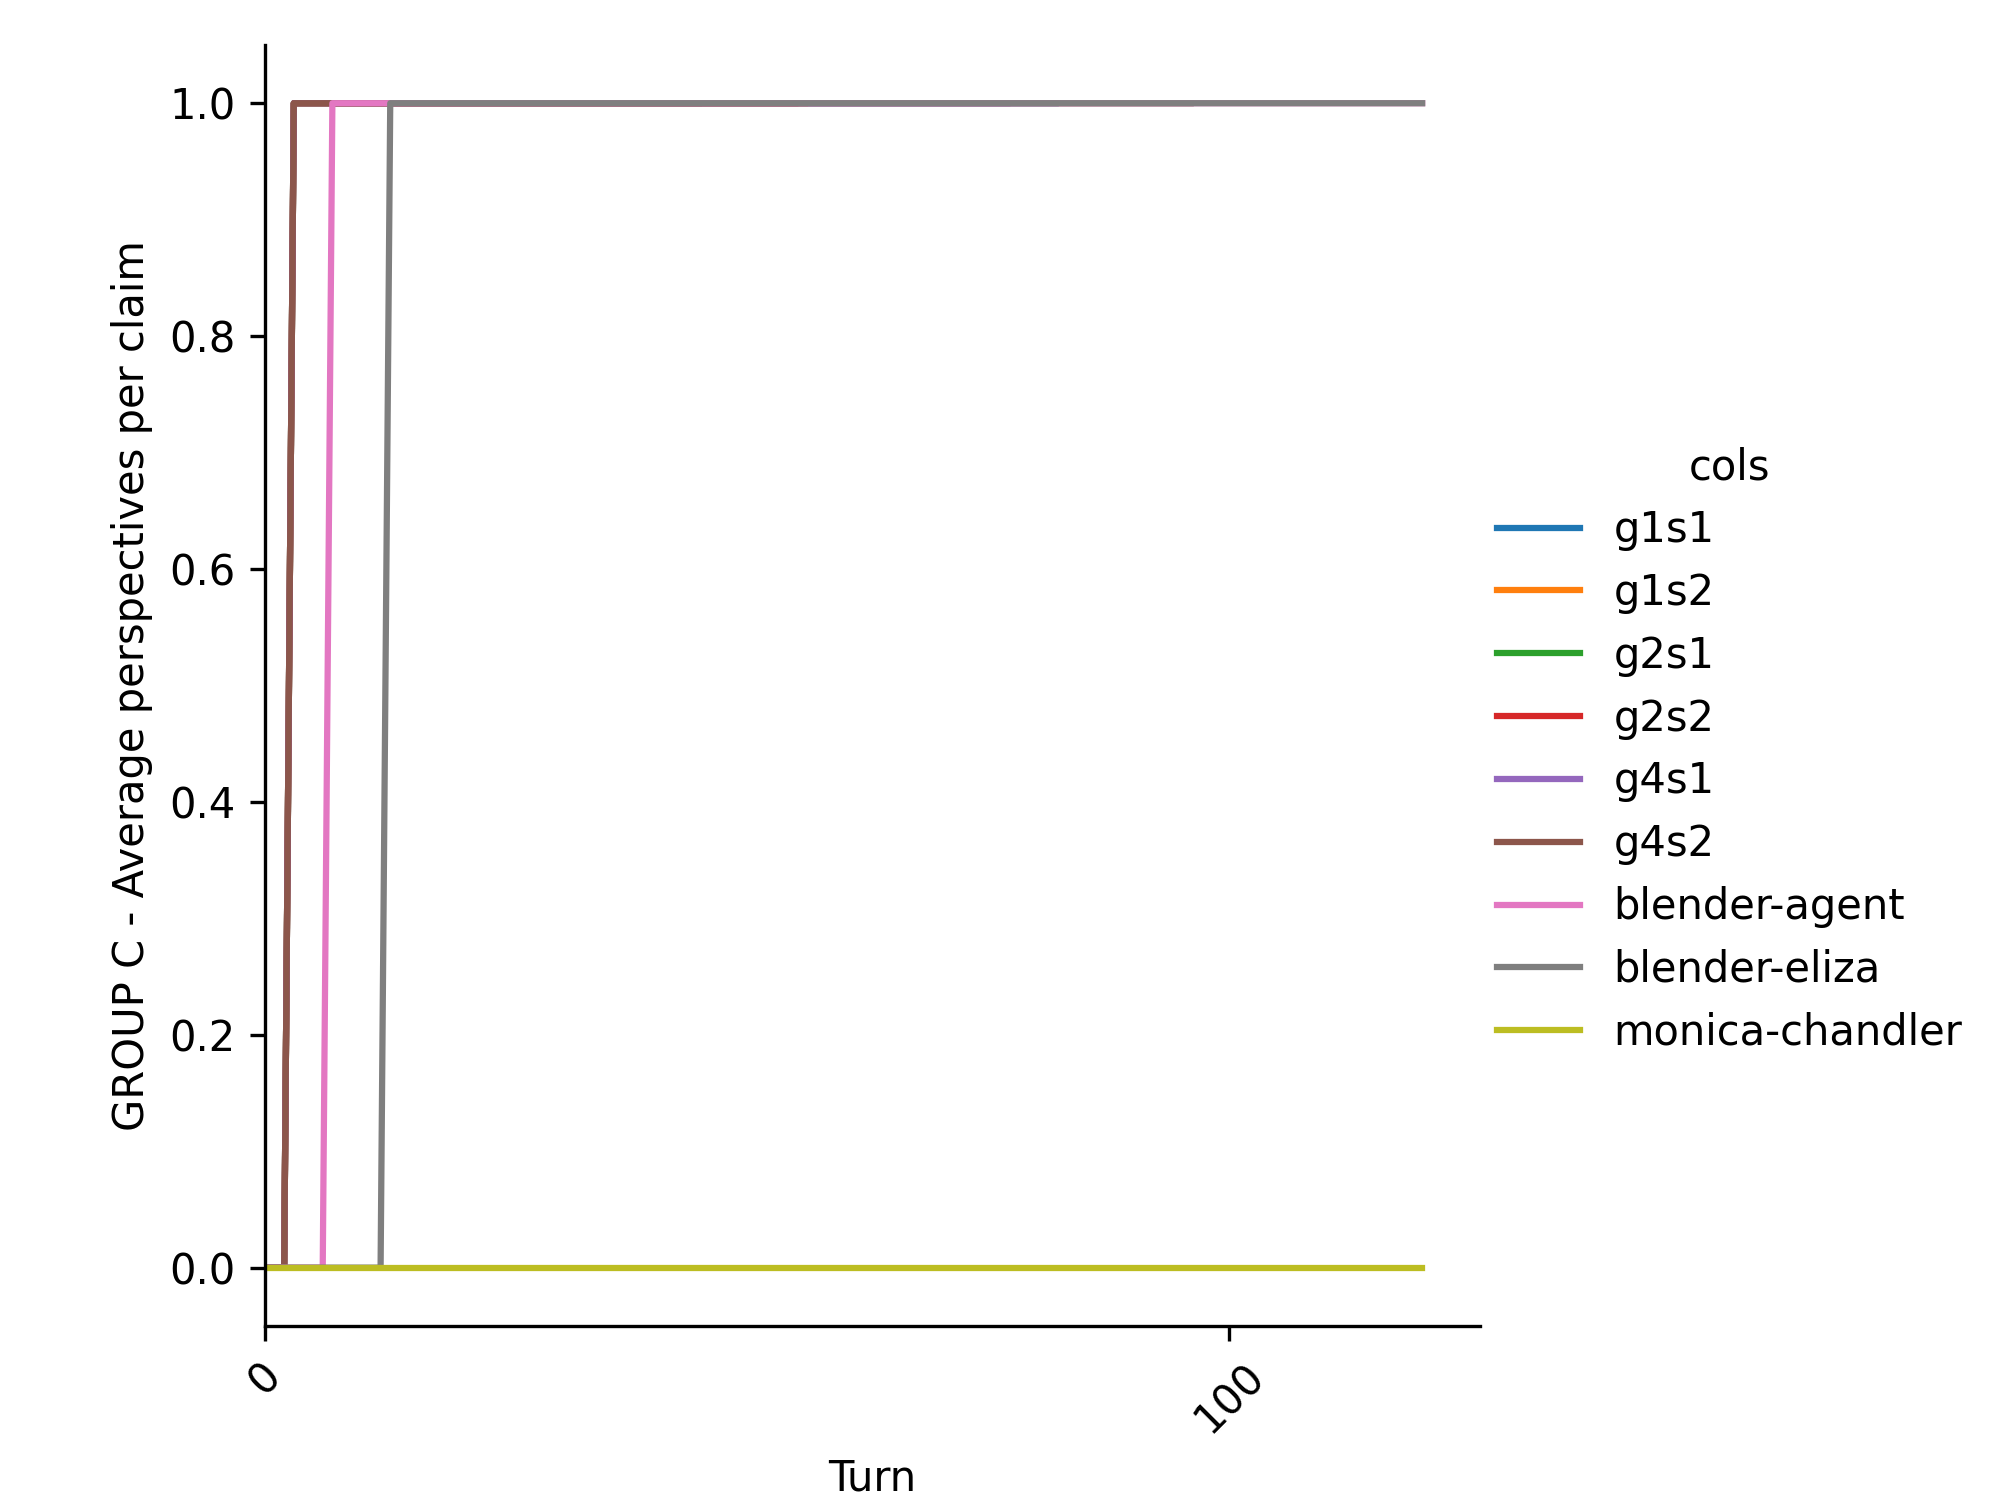 GROUP C - Average perspectives per claim
1.0
0.8
0.6
0.4
0.2
0.0
0
100
Turn
cols
g1s1
g1s2
g2s1
g2s2
g4s1
g4s2
blender-agent
blender-eliza
monica-chandler